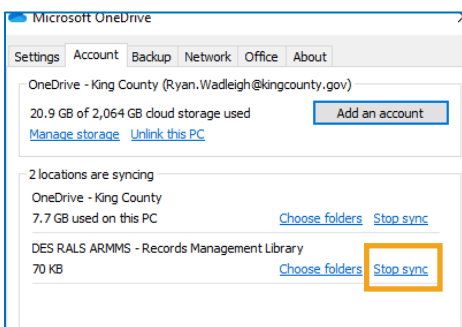 Microsoft OneDrive
Settings Account Backup Network Office About
OneDrive - King County (Ryan.Wadleigh@kingcounty.gov)
20.9 GB of 2,064 GB cloud storage used Add an account
Manage storage Unlink this PC
2 locations are syncing
OneDrive - King County
7.7 GB used on this PC Choose folders Stop sync
DES RALS ARMMS - Records Management Library
70 KB Choose folders Stop sync